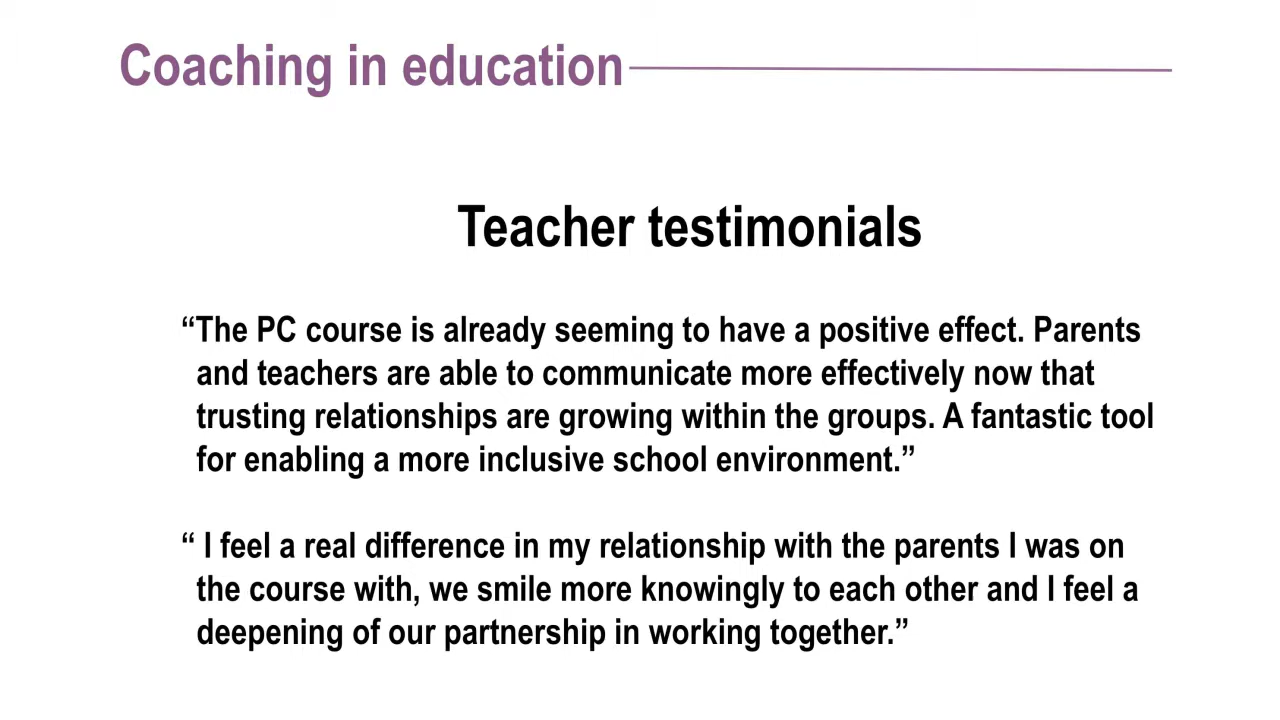 Coaching in education
Teacher testimonials
“The PC course is already seeming to have a positive effect. Parents
and teachers are able to communicate more effectively now that
trusting relationships are growing within the groups. A fantastic tool
for enabling a more inclusive school environment.”
“ I feel a real difference in my relationship with the parents I was on
the course with, we smile more knowingly to each other and I feel a
deepening of our partnership in working together.”